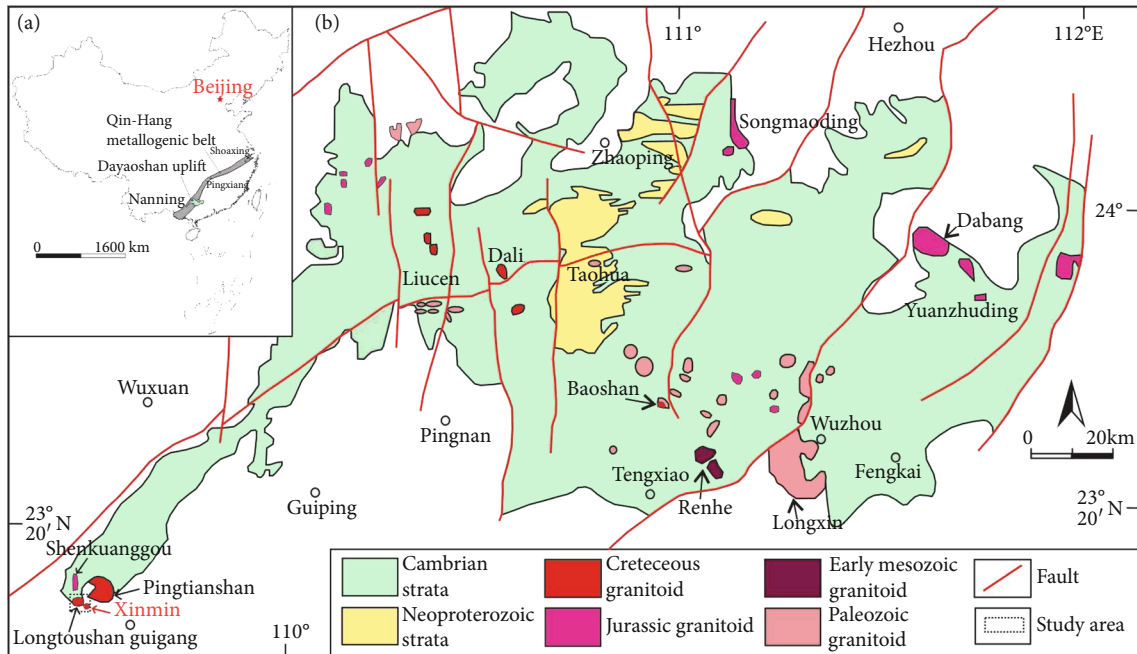 (a)
Beijing
Qin-Hang
metallogenic belt
Shoaxing
Dayaoshan uplift
Pingxiang
Nanning
0 1600 km
(b)
111°
112°E
Hezhou
Songmaoding
Zhaoping
24°
Dabang
Dali
Taohua
Liucen
Yuanzhuding
Wuxuan
Baoshan
Pingnan
Wuzhou
0 20km
Tengxiao
Fengkai
Guiping
Renhe
Longxin
23°
20′ N
23°
20′ N
Shenkuanggou
Pingtianshan
Xinmin
Longtoushan guigang
110°
Cambrian
strata
Creteceous
granitoid
Early mesozoic
granitoid
Fault
Neoproterozoic
strata
Jurassic granitoid
Paleozoic
granitoid
Study area